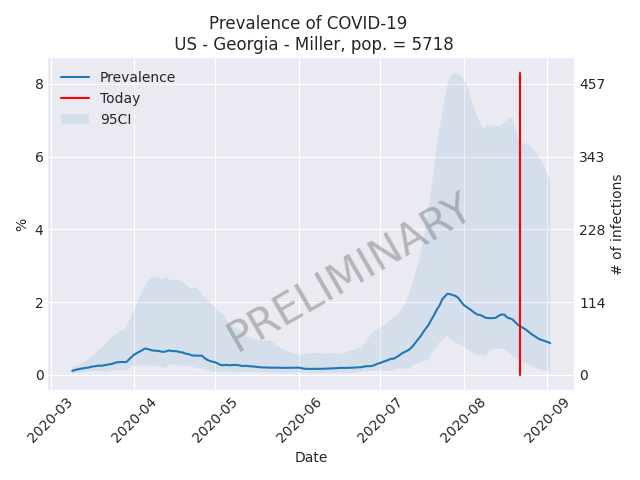 Prevalence of COVID-19
US - Georgia - Miller, pop. = 5718
Prevalence
Today
95CI
8
6
4
2
0
%
457
343
228
114
0
# of infections
PRELIMINARY
2020-03
2020-04
2020-05
2020-06
2020-07
2020-08
2020-09
Date